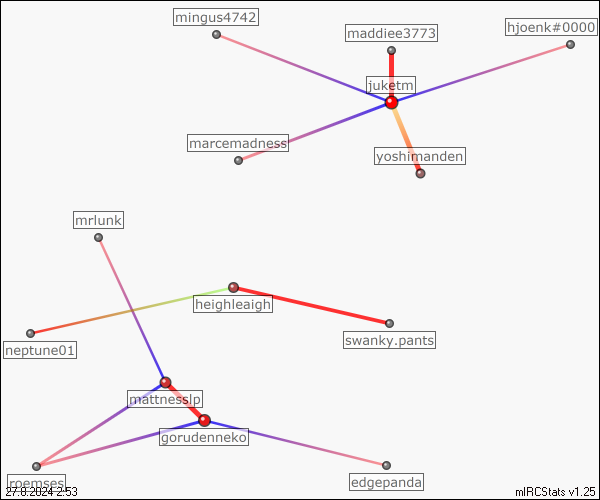 mingus4742
hjoenk#0000
maddiee3773
juketm
marcemadness
yoshimanden
mrlunk
heighleaigh
swanky.pants
neptune01
mattnesslp
gorudenneko
roemses
edgepanda
27.8.2024 2:53
mIRCStats v1.25